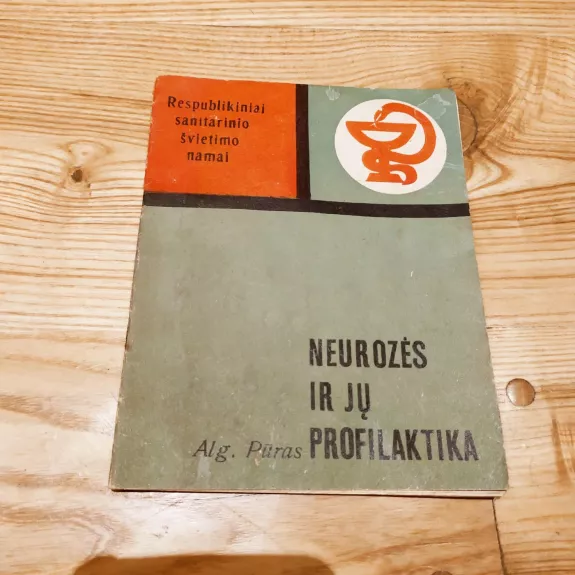 Respublikiniai
sanitarinio
švietimo
namai
NEUROZĖS
IR JŲ
Alg. Pūras PROFILAKTIKA